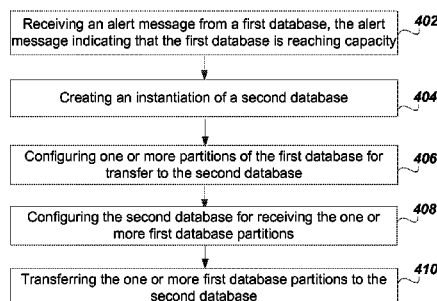 Receiving an alert message from a first database, the alert
message indicating that the first database is reaching capacity
402
Creating an instantiation of a second database
404
Configuring one or more partitions of the first database for
transfer to the second database
406
Configuring the second database for receiving the one or
more first database partitions
408
Transferring the one or more first database partitions to the
second database
410